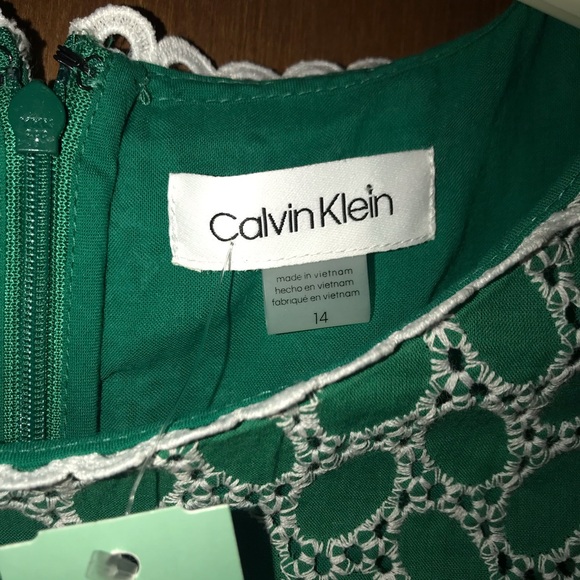 Calvin Klein
made in vietnam
hecho en vietnam
fabriqué en vietnam
14